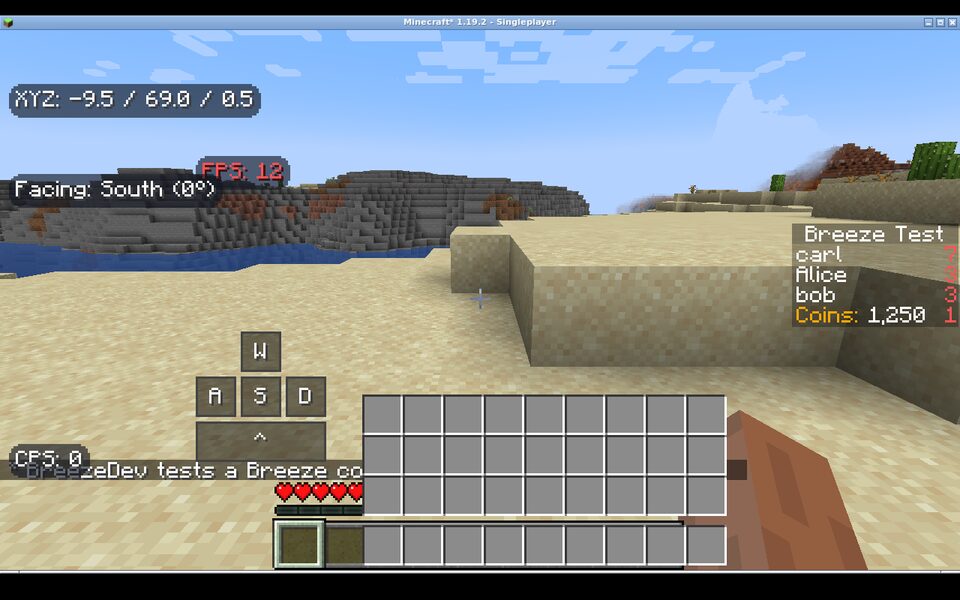 Minecraft* 1.19.2 - Singleplayer
XYZ: -9.5 / 69.0 / 0.5
FPS: 12
Facing: South (0°)
Breeze Test
carl
Alice
bob 3
Coins: 1,250 1
W
A S D
^
CPS: 0
BreezeDev tests a Breeze co